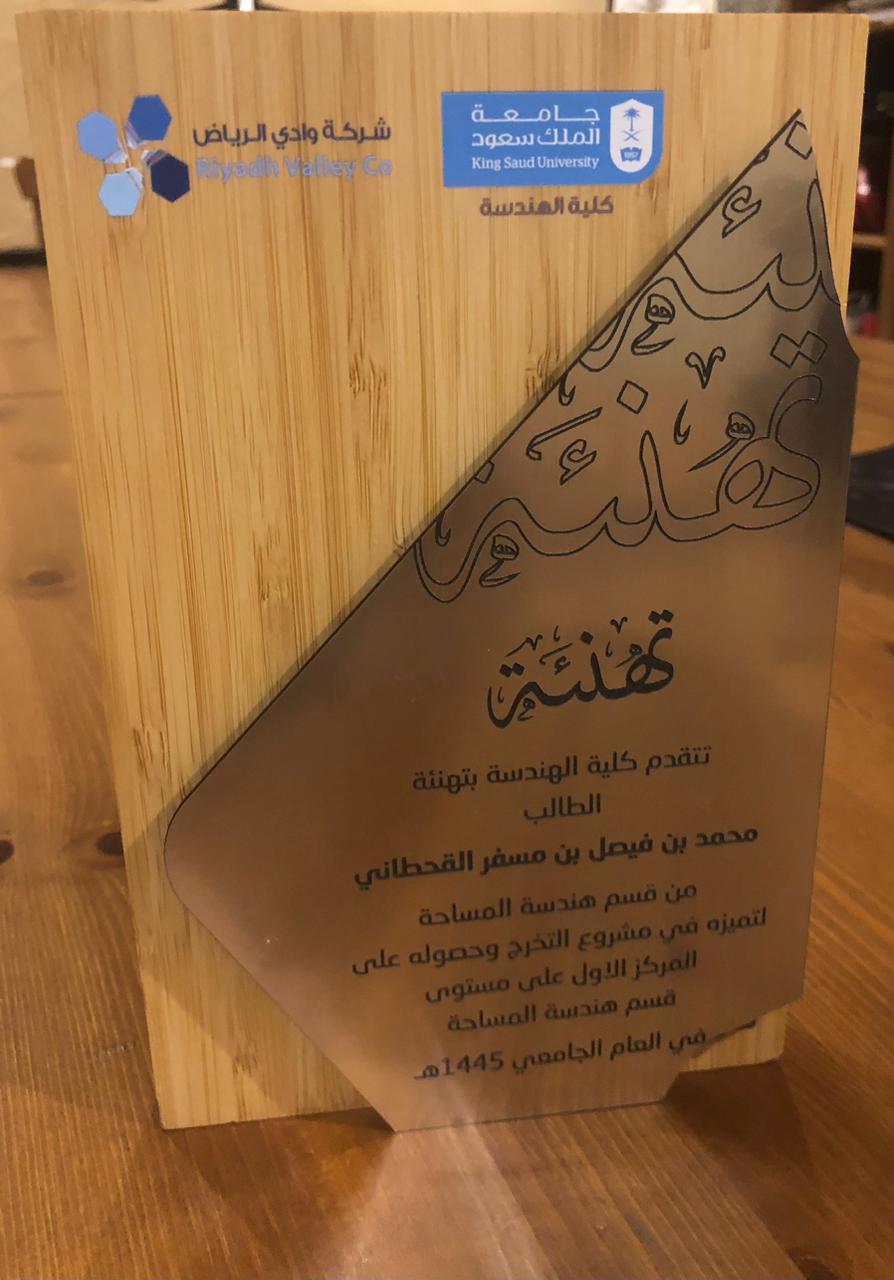 شركة وادي الرياض
Riyadh Valley Co
جامعة
الملك سعود
King Saud University
1957
كلية الهندسة
تهنئة
تهنئة
تتقدم كلية الهندسة بتهنئة
الطالب
محمد بن فيصل بن مسفر القحطاني
من قسم هندسة المساحة
لتميزه في مشروع التخرج وحصوله على
المركز الاول على مستوى
قسم هندسة المساحة
في العام الجامعي 1445هـ